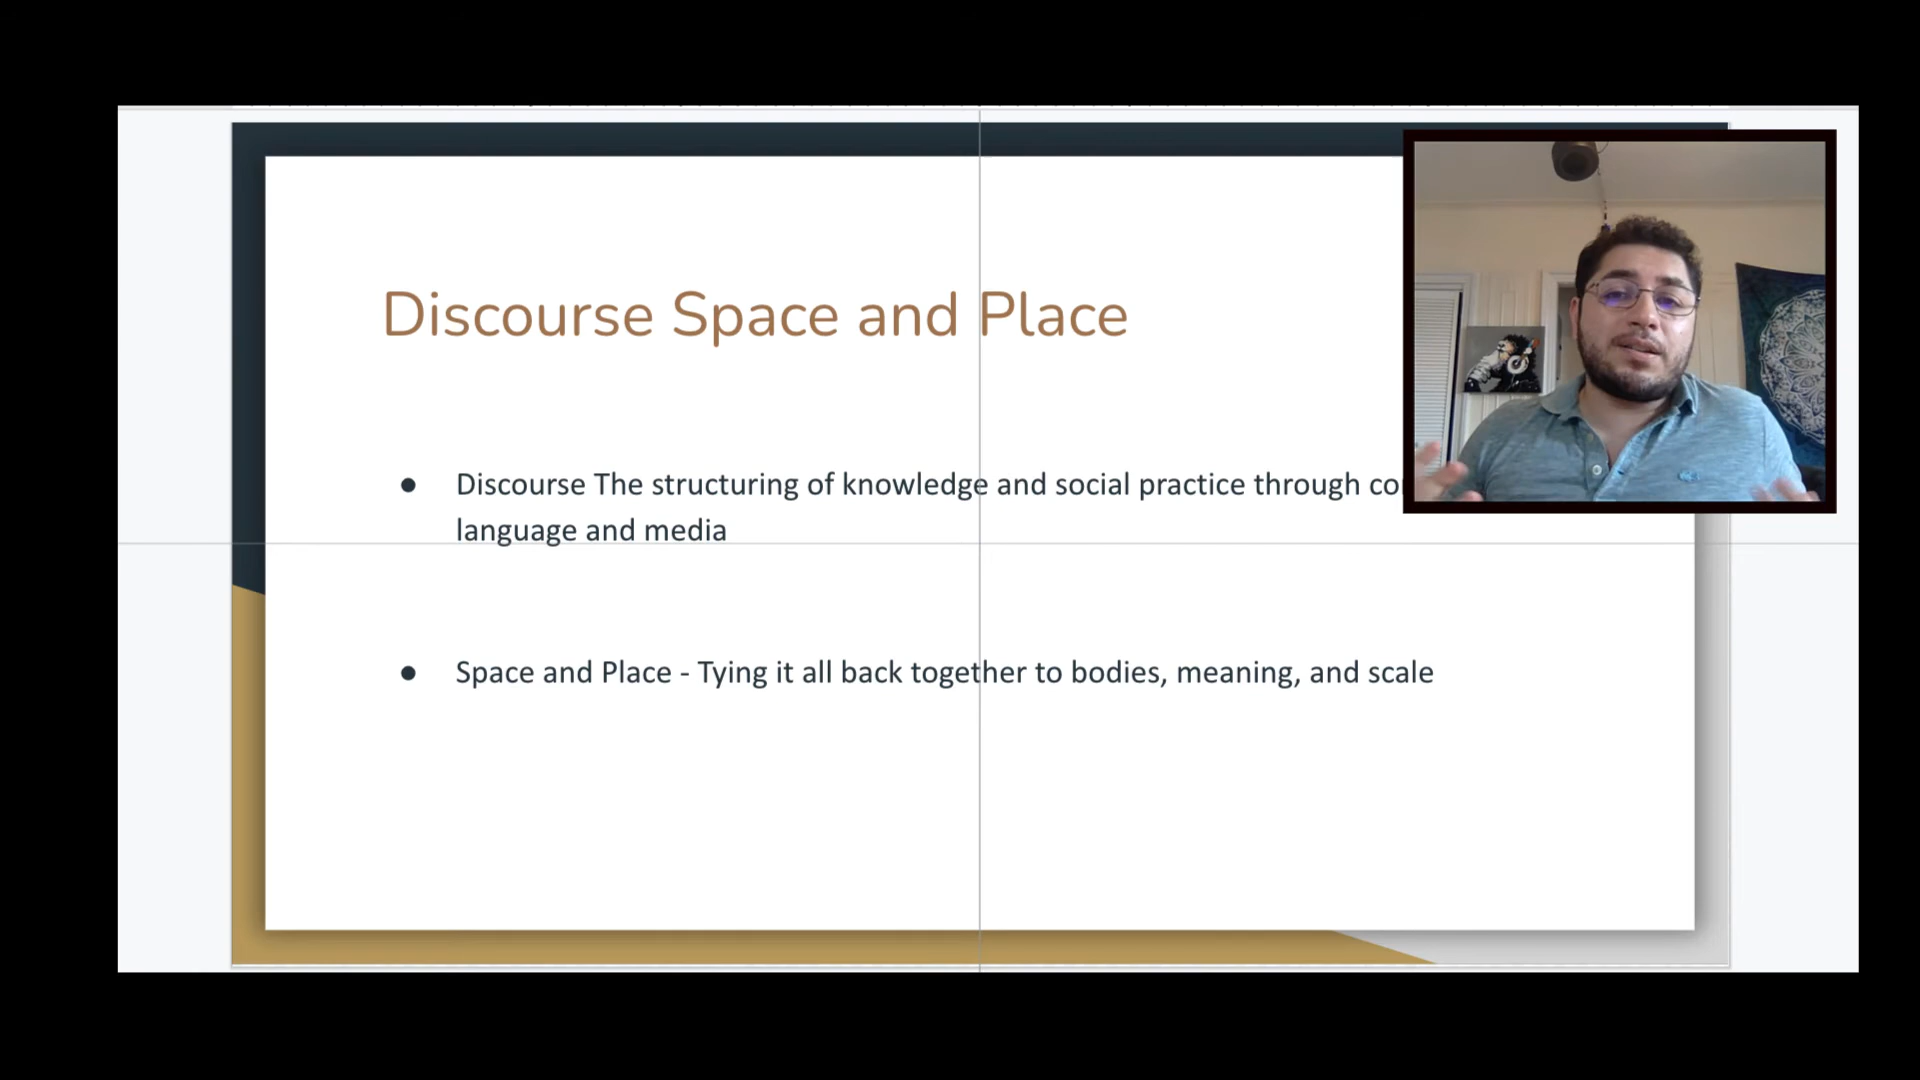 Discourse Space and Place
● Discourse The structuring of knowledge and social practice through
language and media
● Space and Place - Tying it all back together to bodies, meaning, and scale